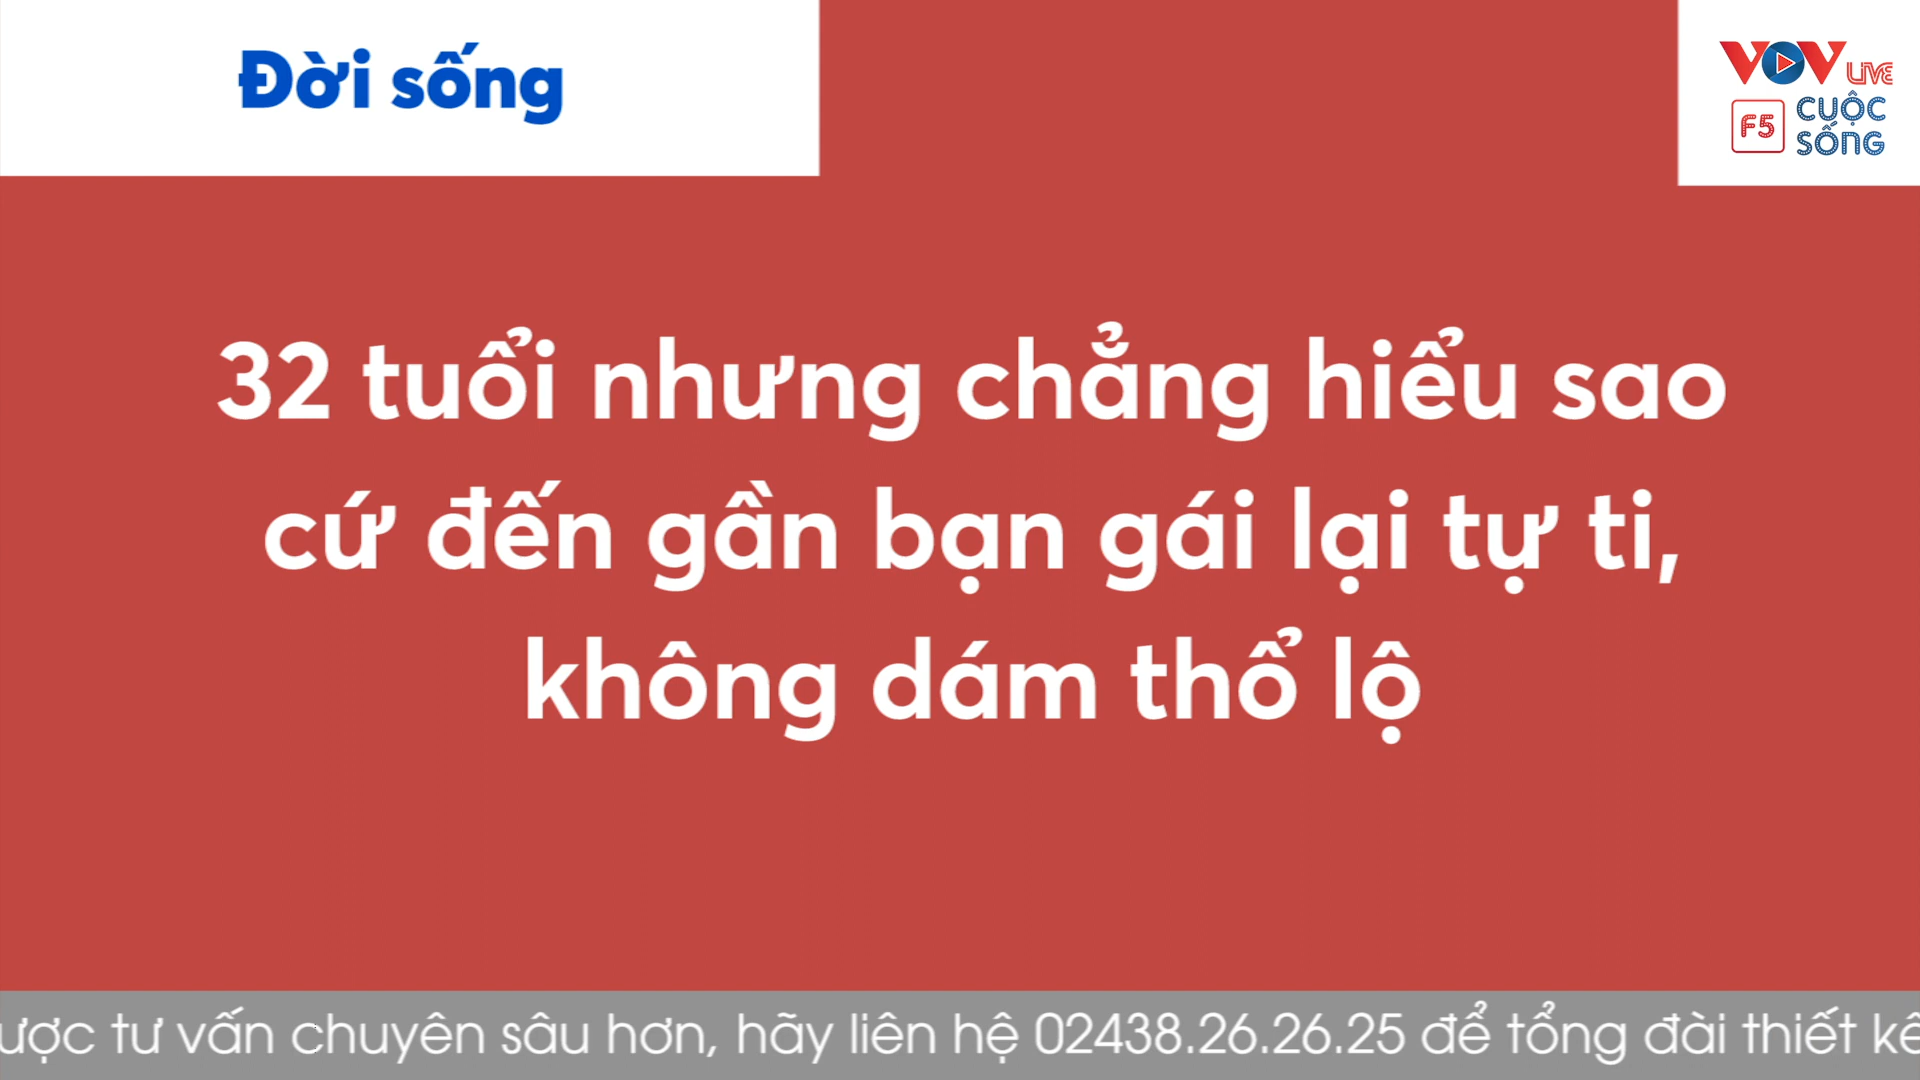 Đời sống
VOV LIVE
F5 CUỘC SỐNG
32 tuổi nhưng chẳng hiểu sao
cứ đến gần bạn gái lại tự ti,
không dám thổ lộ
ược tư vấn chuyên sâu hơn, hãy liên hệ 02438.26.26.25 để tổng đài thiết kê